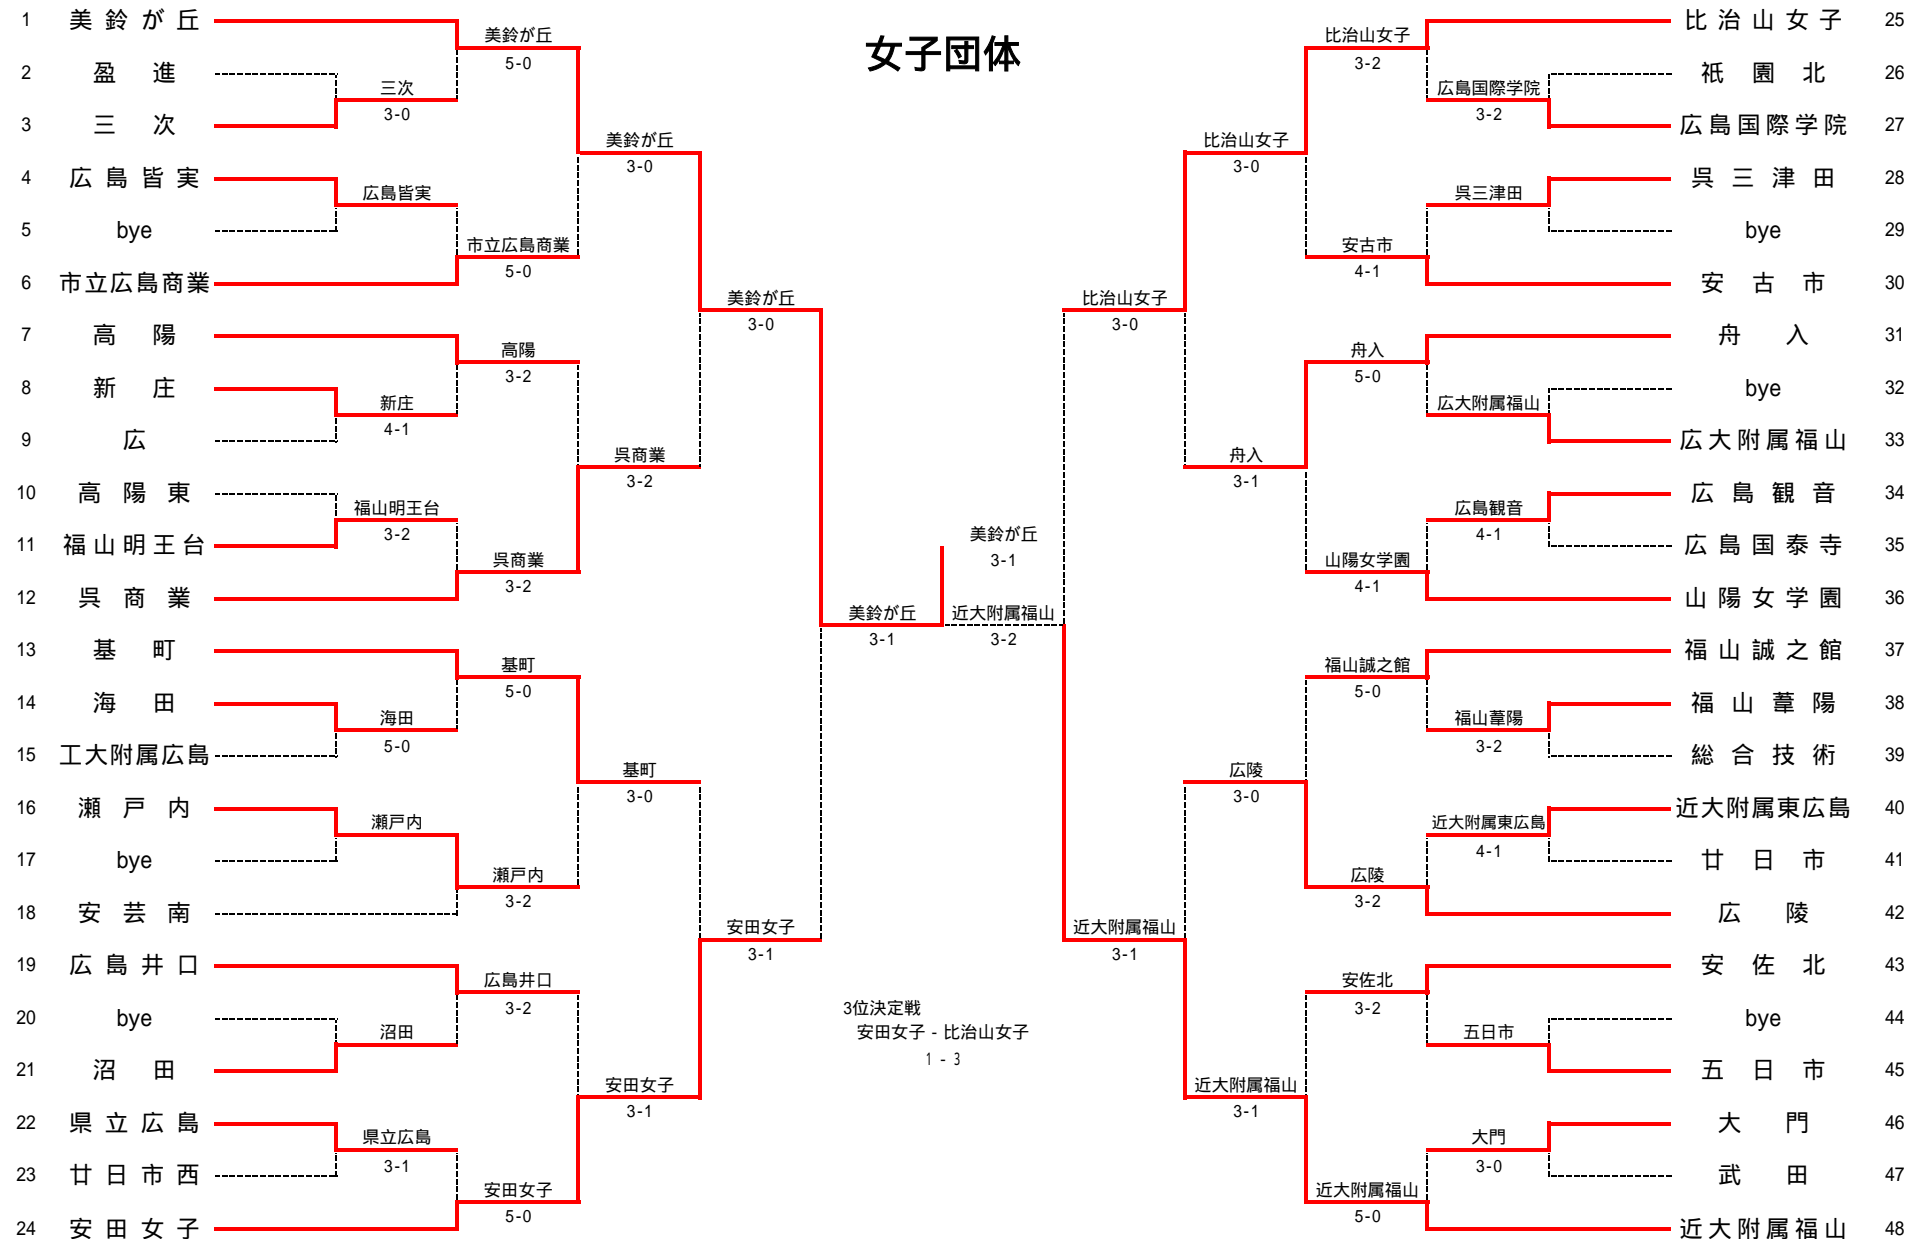 女子団体
1 美鈴が丘
2 盈進
3 三次
4 広島皆実
5 bye
6 市立広島商業
7 高陽
8 新庄
9 広
10 高陽東
11 福山明王台
12 呉商業
13 基町
14 海田
15 工大附属広島
16 瀬戸内
17 bye
18 安芸南
19 広島井口
20 bye
21 沼田
22 県立広島
23 廿日市西
24 安田女子
三次
3-0
広島皆実
新庄
4-1
福山明王台
3-2
海田
5-0
瀬戸内
沼田
県立広島
3-1
美鈴が丘
5-0
市立広島商業
5-0
高陽
3-2
呉商業
3-2
基町
5-0
瀬戸内
3-2
広島井口
3-2
安田女子
5-0
美鈴が丘
3-0
呉商業
3-2
基町
3-0
安田女子
3-1
美鈴が丘
3-0
安田女子
3-1
美鈴が丘
3-1
美鈴が丘
3-1
近大附属福山
3-2
3位決定戦
安田女子 - 比治山女子
1 - 3
比治山女子
3-0
近大附属福山
3-1
比治山女子
3-0
舟入
3-1
広陵
3-0
近大附属福山
3-1
比治山女子
3-2
安古市
4-1
舟入
5-0
山陽女学園
4-1
福山誠之館
5-0
広陵
3-2
安佐北
3-2
近大附属福山
5-0
広島国際学院
3-2
呉三津田
広大附属福山
広島観音
4-1
福山葦陽
3-2
近大附属東広島
4-1
五日市
大門
3-0
比治山女子 25
祇園北 26
広島国際学院 27
呉三津田 28
bye 29
安古市 30
舟入 31
bye 32
広大附属福山 33
広島観音 34
広島国泰寺 35
山陽女学園 36
福山誠之館 37
福山葦陽 38
総合技術 39
近大附属東広島 40
廿日市 41
広陵 42
安佐北 43
bye 44
五日市 45
大門 46
武田 47
近大附属福山 48